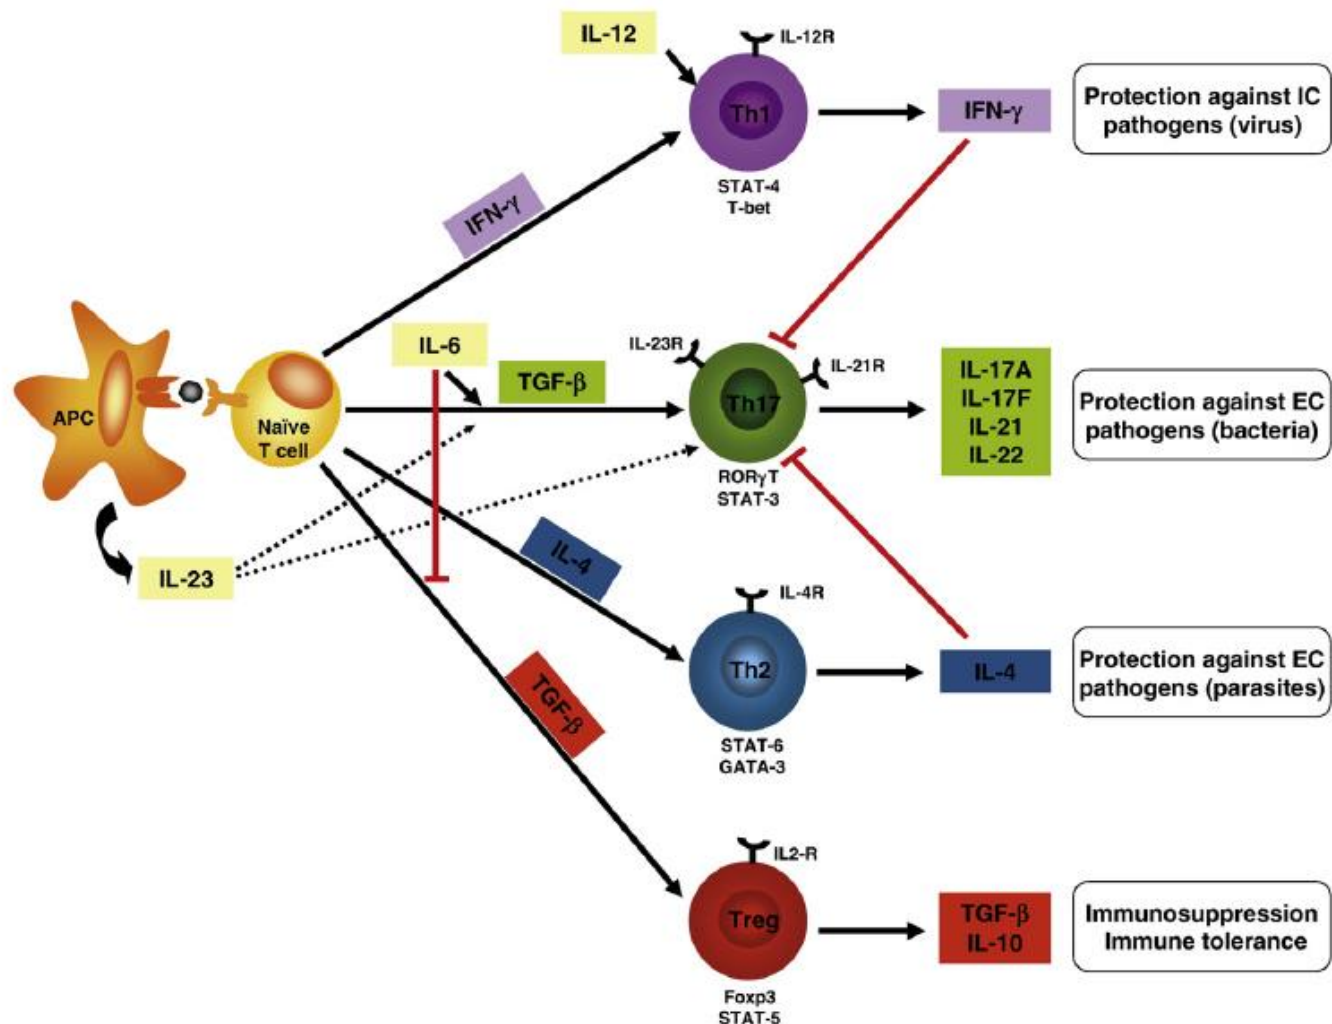 IL-12
IL-12R
Th1
STAT-4
T-bet
IFN-γ
IFN-γ
Protection against IC
pathogens (virus)
APC
Naïve
T cell
IL-6
TGF-β
IL-23R
IL-21R
Th17
RORγT
STAT-3
IL-17A
IL-17F
IL-21
IL-22
Protection against EC
pathogens (bacteria)
IL-23
IL-4
IL-4R
Th2
STAT-6
GATA-3
IL-4
Protection against EC
pathogens (parasites)
TGF-β
IL2-R
Treg
Foxp3
STAT-5
TGF-β
IL-10
Immunosuppression
Immune tolerance